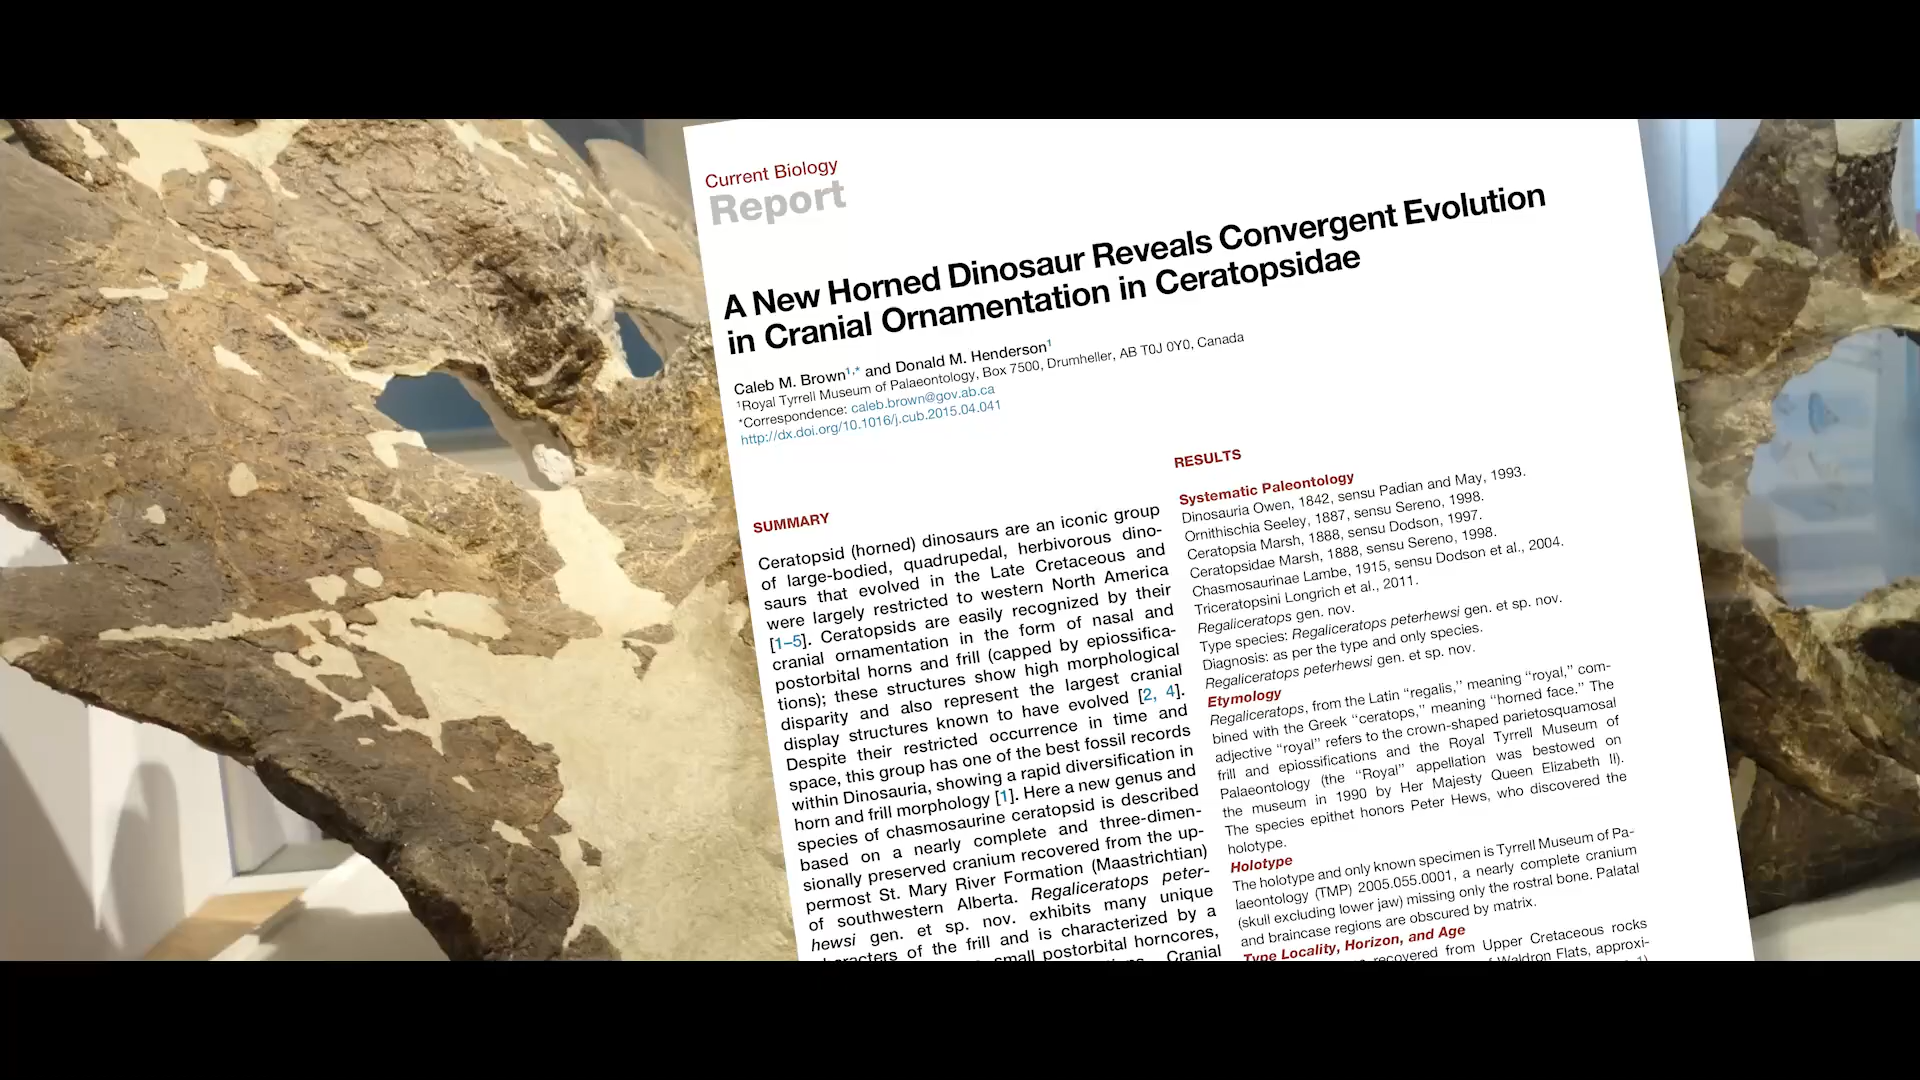 Current Biology
Report
A New Horned Dinosaur Reveals Convergent Evolution
in Cranial Ornamentation in Ceratopsidae
Caleb M. Brown1,* and Donald M. Henderson1
1Royal Tyrrell Museum of Palaeontology, Box 7500, Drumheller, AB T0J 0Y0, Canada
*Correspondence: caleb.brown@gov.ab.ca
http://dx.doi.org/10.1016/j.cub.2015.04.041
SUMMARY
Ceratopsid (horned) dinosaurs are an iconic group
of large-bodied, quadrupedal, herbivorous dino-
saurs that evolved in the Late Cretaceous and
were largely restricted to western North America
[1–5]. Ceratopsids are easily recognized by their
cranial ornamentation in the form of nasal and
postorbital horns and frill (capped by epiossifica-
tions); these structures show high morphological
disparity and also represent the largest cranial
display structures known to have evolved [2, 4].
Despite their restricted occurrence in time and
space, this group has one of the best fossil records
within Dinosauria, showing a rapid diversification in
horn and frill morphology [1]. Here a new genus and
species of chasmosaurine ceratopsid is described
based on a nearly complete and three-dimen-
sionally preserved cranium recovered from the up-
permost St. Mary River Formation (Maastrichtian)
of southwestern Alberta. Regaliceratops peter-
hewsi gen. et sp. nov. exhibits many unique
characters of the frill and is characterized by a
small postorbital horncores,
Cranial
RESULTS
Systematic Paleontology
Dinosauria Owen, 1842, sensu Padian and May, 1993.
Ornithischia Seeley, 1887, sensu Sereno, 1998.
Ceratopsia Marsh, 1888, sensu Dodson, 1997.
Ceratopsidae Marsh, 1888, sensu Sereno, 1998.
Chasmosaurinae Lambe, 1915, sensu Dodson et al., 2004.
Triceratopsini Longrich et al., 2011.
Regaliceratops gen. nov.
Type species: Regaliceratops peterhewsi gen. et sp. nov.
Diagnosis: as per the type and only species.
Regaliceratops peterhewsi gen. et sp. nov.
Etymology
Regaliceratops, from the Latin “regalis,” meaning “royal,” com-
bined with the Greek “ceratops,” meaning “horned face.” The
adjective “royal” refers to the crown-shaped parietosquamosal
frill and epiossifications and the Royal Tyrrell Museum of
Palaeontology (the “Royal” appellation was bestowed on
the museum in 1990 by Her Majesty Queen Elizabeth II).
The species epithet honors Peter Hews, who discovered the
holotype.
Holotype
The holotype and only known specimen is Tyrrell Museum of Pa-
laeontology (TMP) 2005.055.0001, a nearly complete cranium
(skull excluding lower jaw) missing only the rostral bone. Palatal
and braincase regions are obscured by matrix.
Type Locality, Horizon, and Age
recovered from Upper Cretaceous rocks
Waldron Flats, approxi-